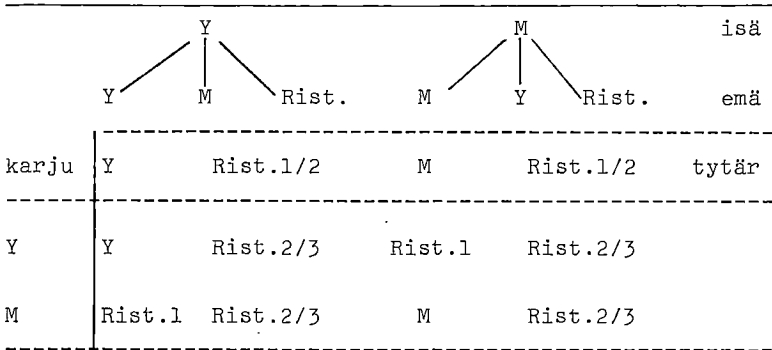 Y M isä
Y M Rist. M Y Rist. emä
karju Y Rist.1/2 M Rist.1/2 tytär
Y Y Rist.2/3 Rist.1 Rist.2/3
M Rist.1 Rist.2/3 M Rist.2/3